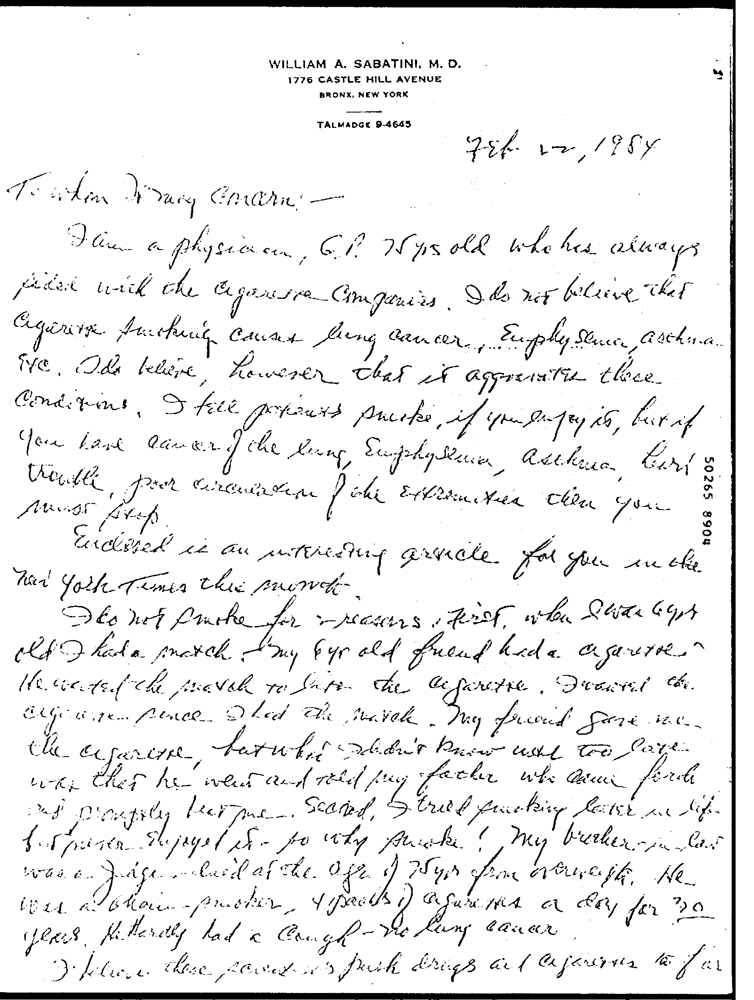 WILLIAM A. SABATINI, M. D.
1776 CASTLE HILL AVENUE
BRONX, NEW YORK
TALMADGE 9-4645
Feb. 22, 1984
To whom it may concern: —
I am a physician, G.P. 75 yrs old who has always
sided with the cigarette Companies. I do not believe that
Cigarette smoking causes lung cancer, Emphysema, asthma
etc. I do believe, however that it aggravates these
Conditions. I tell patients smoke, if you enjoy it, but if
you have cancer of the lung, Emphysema, asthma, heart
trouble, poor circulation of the extremities then you
must stop
50265 8904
Enclosed is an interesting article for you in the
New York Times this month.
I do not smoke for 2 reasons. First, when I was 6 yrs
old I had a match. My 6 yr old friend had a cigarette.
He wanted the match to light the cigarette. I wanted the
cigarette since I had the match. My friend gave me
the cigarette, but what I didn't know until too late
was that he went and told my father who came forth
and promptly beat me. Second, I tried smoking later in life
but never enjoyed it - so why smoke! My brother-in-law
was a Judge - died at the age of 75 yrs from overweight. He
was a chain-smoker, 4 packs of cigarettes a day for
years. He Hardly had a Cough - no lung cancer
I believe these push drugs and cigarettes to far